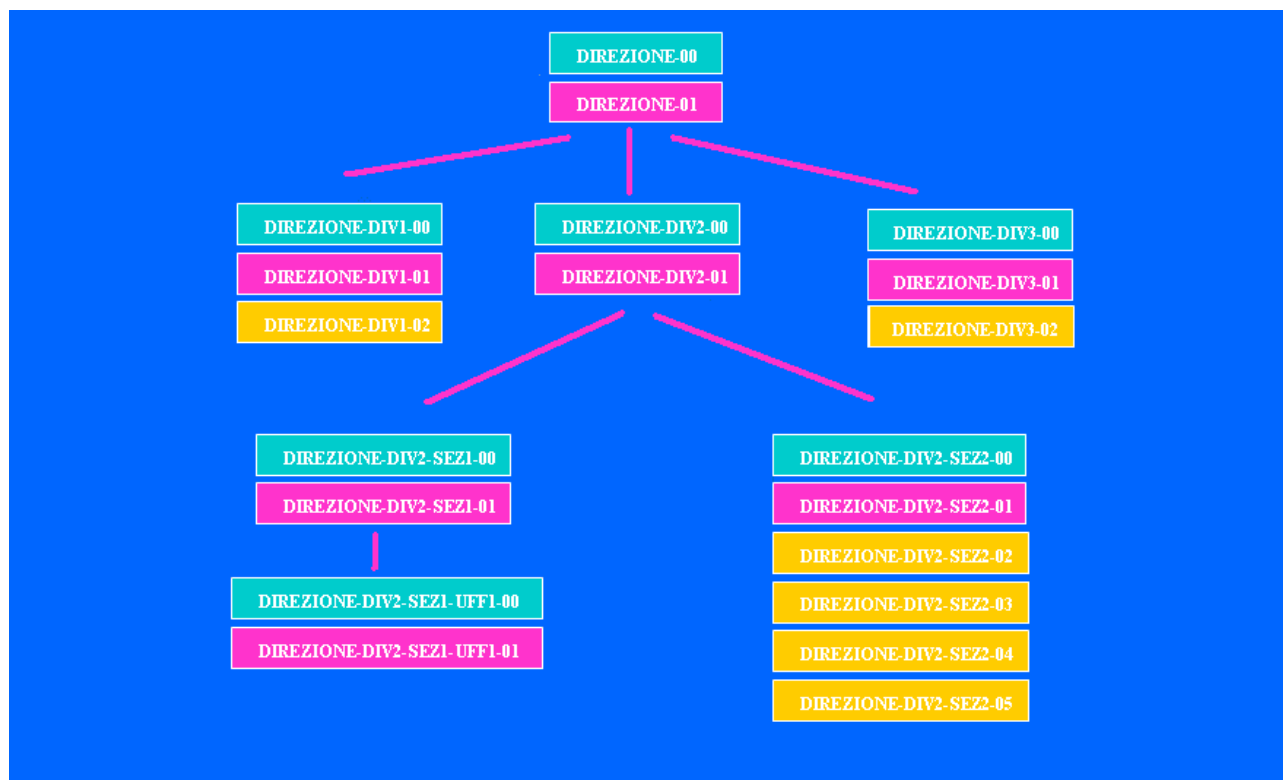 DIREZIONE-00
DIREZIONE-01
DIREZIONE-DIV1-00
DIREZIONE-DIV1-01
DIREZIONE-DIV1-02
DIREZIONE-DIV2-00
DIREZIONE-DIV2-01
DIREZIONE-DIV3-00
DIREZIONE-DIV3-01
DIREZIONE-DIV3-02
DIREZIONE-DIV2-SEZ1-00
DIREZIONE-DIV2-SEZ1-01
DIREZIONE-DIV2-SEZ1-UFF1-00
DIREZIONE-DIV2-SEZ1-UFF1-01
DIREZIONE-DIV2-SEZ2-00
DIREZIONE-DIV2-SEZ2-01
DIREZIONE-DIV2-SEZ2-02
DIREZIONE-DIV2-SEZ2-03
DIREZIONE-DIV2-SEZ2-04
DIREZIONE-DIV2-SEZ2-05